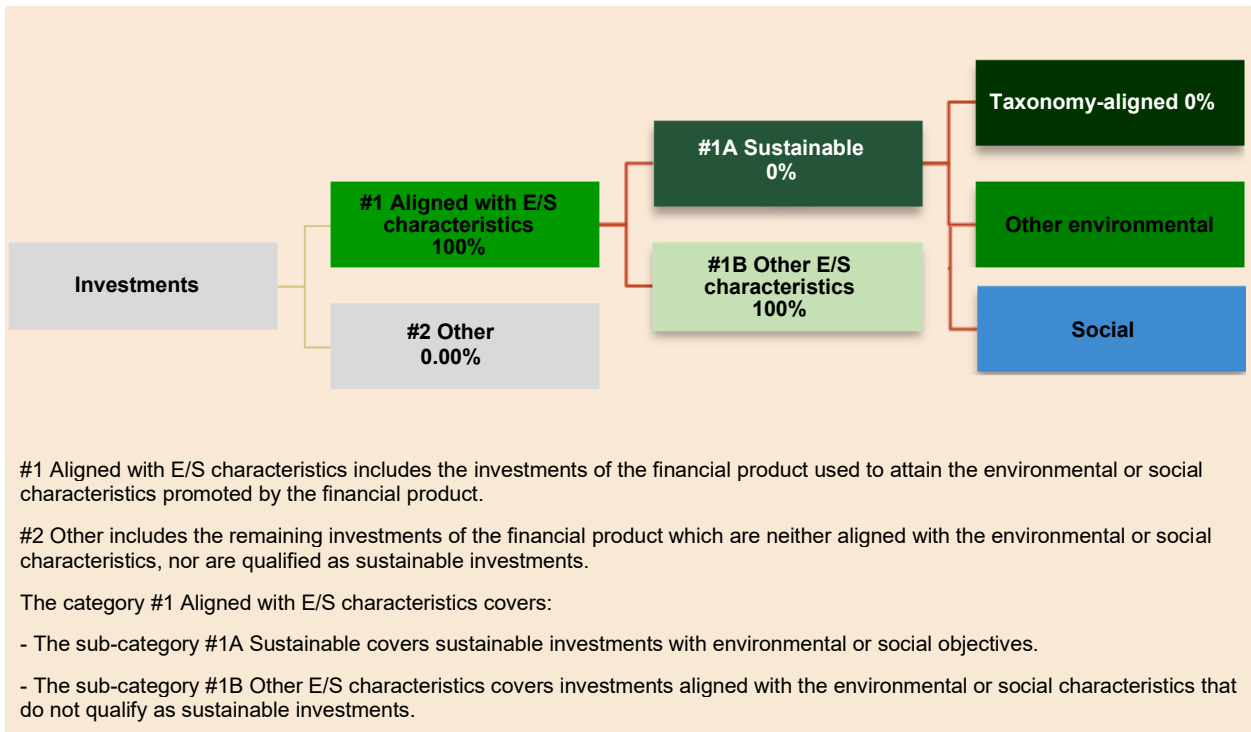 Investments
#1 Aligned with E/S
characteristics
100%
#2 Other
0.00%
#1A Sustainable
0%
#1B Other E/S
characteristics
100%
Taxonomy-aligned 0%
Other environmental
Social
#1 Aligned with E/S characteristics includes the investments of the financial product used to attain the environmental or social
characteristics promoted by the financial product.
#2 Other includes the remaining investments of the financial product which are neither aligned with the environmental or social
characteristics, nor are qualified as sustainable investments.
The category #1 Aligned with E/S characteristics covers:
- The sub-category #1A Sustainable covers sustainable investments with environmental or social objectives.
- The sub-category #1B Other E/S characteristics covers investments aligned with the environmental or social characteristics that
do not qualify as sustainable investments.